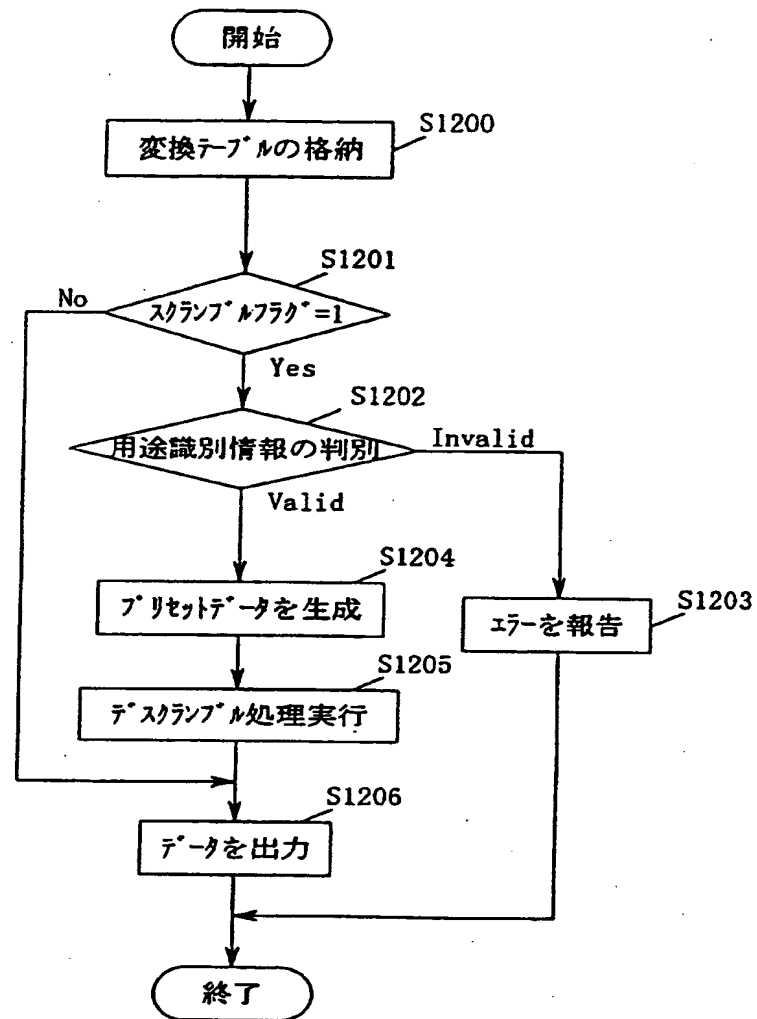 開始
S1200
変換テーブルの格納
S1201
No
スクランブルフラグ=1
Yes
S1202
用途識別情報の判別
Invalid
Valid
S1204
プリセットデータを生成
S1203
エラーを報告
S1205
デスクランブル処理実行
S1206
データを出力
終了